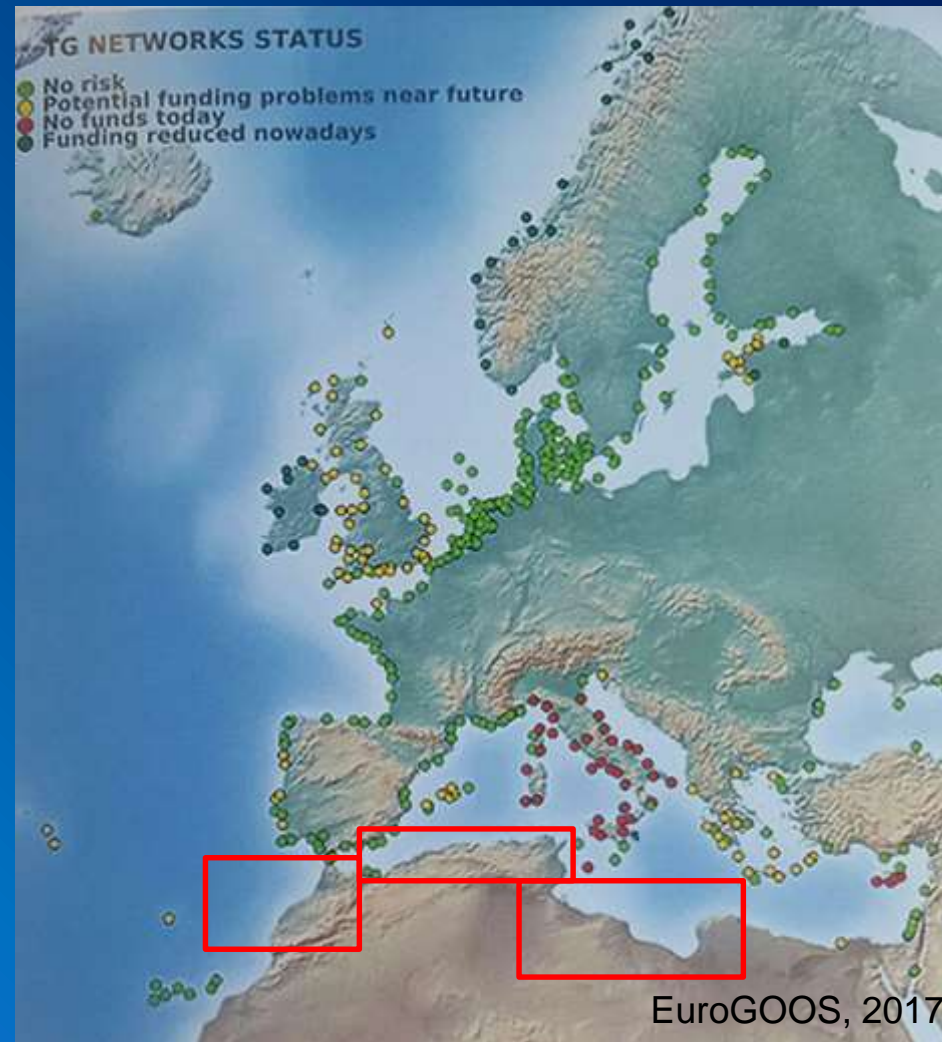 TG NETWORKS STATUS
No risk
Potential funding problems near future
No funds today
Funding reduced nowadays
EuroGOOS, 2017